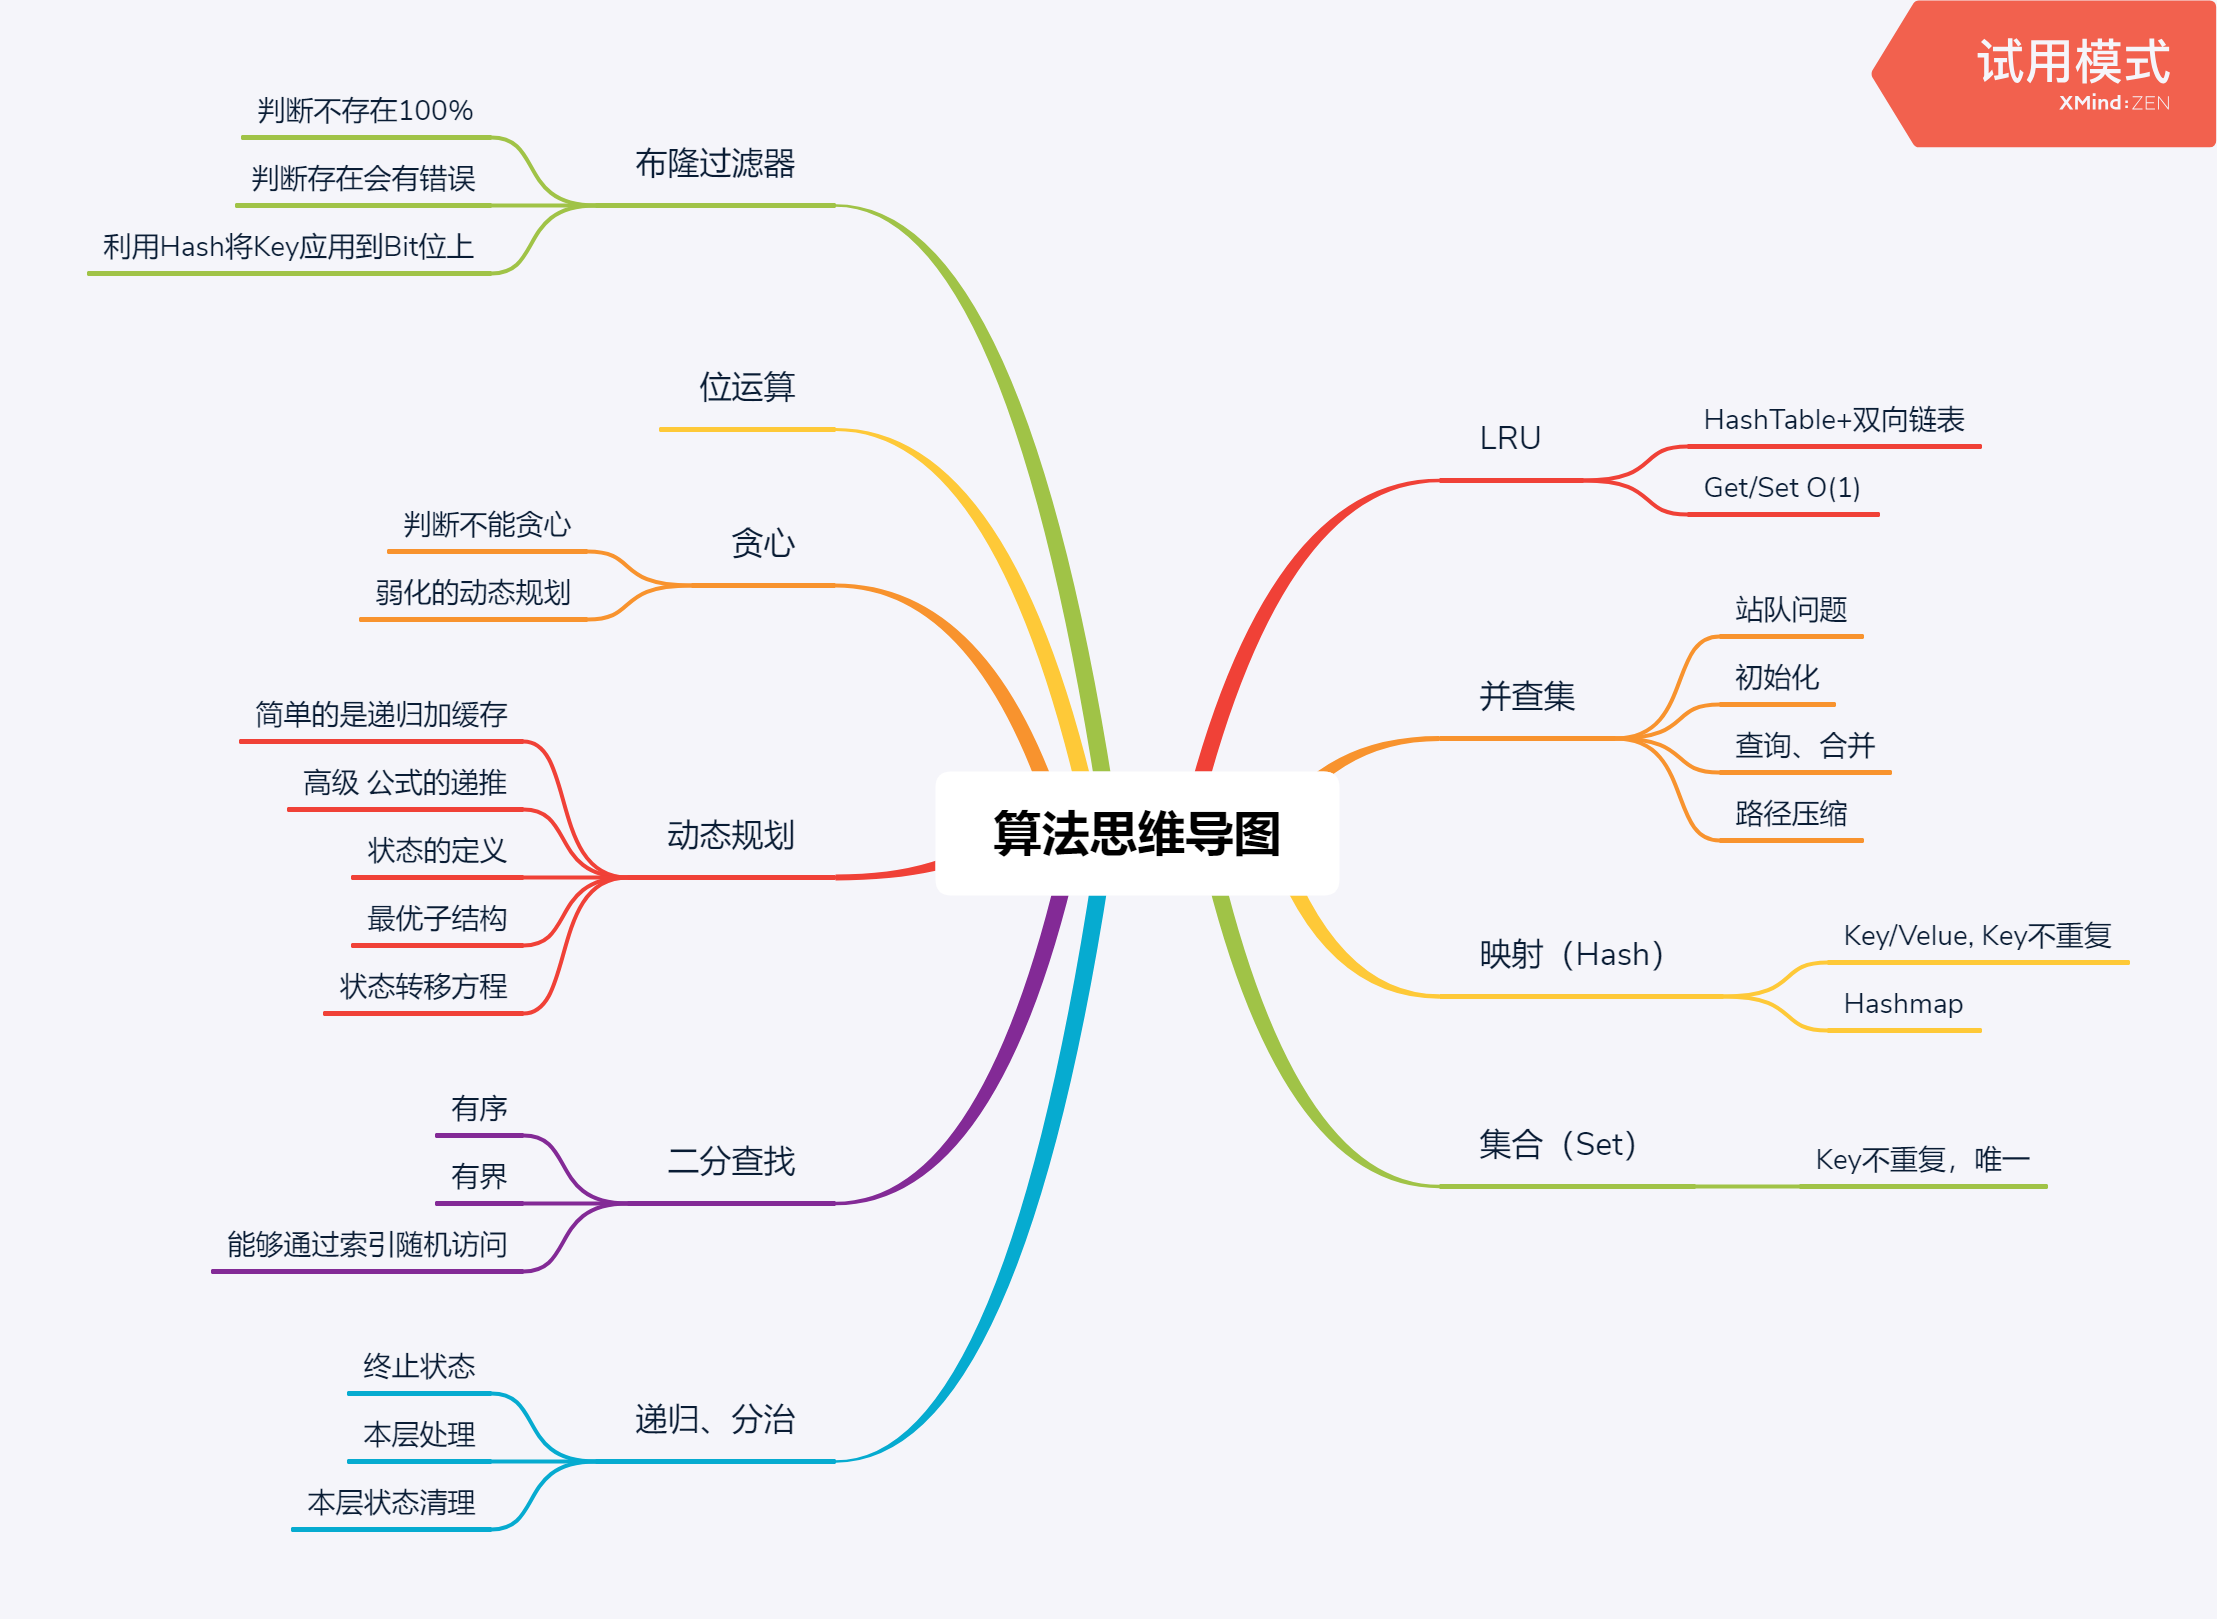 试用模式
XMind:ZEN
算法思维导图
LRU
HashTable+双向链表
Get/Set O(1)
并查集
站队问题
初始化
查询、合并
路径压缩
映射（Hash）
Key/Velue, Key不重复
Hashmap
集合（Set）
Key不重复，唯一
布隆过滤器
判断不存在100%
判断存在会有错误
利用Hash将Key应用到Bit位上
位运算
贪心
判断不能贪心
弱化的动态规划
动态规划
简单的是递归加缓存
高级 公式的递推
状态的定义
最优子结构
状态转移方程
二分查找
有序
有界
能够通过索引随机访问
递归、分治
终止状态
本层处理
本层状态清理